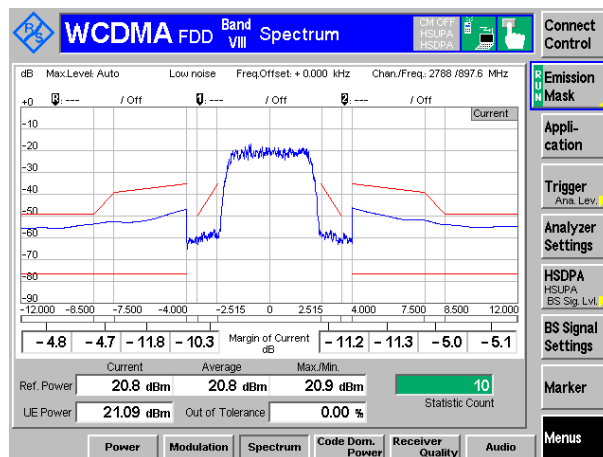 R S
WCDMA FDD Band VIII Spectrum
CM OFF
HSUPA
HSDPA
Connect Control
dB Max.Level: Auto Low noise Freq.Offset: + 0.000 kHz Chan./Freq.: 2788 /897.6 MHz
RUN Emission Mask
+0 R: --- / Off 1: --- / Off 2: --- / Off
Current
-10
-20
-30
-40
-50
-60
-70
-80
-90
-12.000 -8.500 -7.500 -4.000 -2.515 0 2.515 4.000 7.500 8.500 12.000
- 4.8 - 4.7 - 11.8 - 10.3 Margin of Current dB - 11.2 - 11.3 - 5.0 - 5.1
Current Average Max./Min.
Ref. Power 20.8 dBm 20.8 dBm 20.9 dBm 10
Statistic Count
UE Power 21.09 dBm Out of Tolerance 0.00 %
Appli-
cation
Trigger
Ana. Lev.
Analyzer
Settings
HSDPA
HSUPA
BS Sig. Lvl.
BS Signal
Settings
Marker
Menus
Power Modulation Spectrum Code Dom. Power Receiver Quality Audio